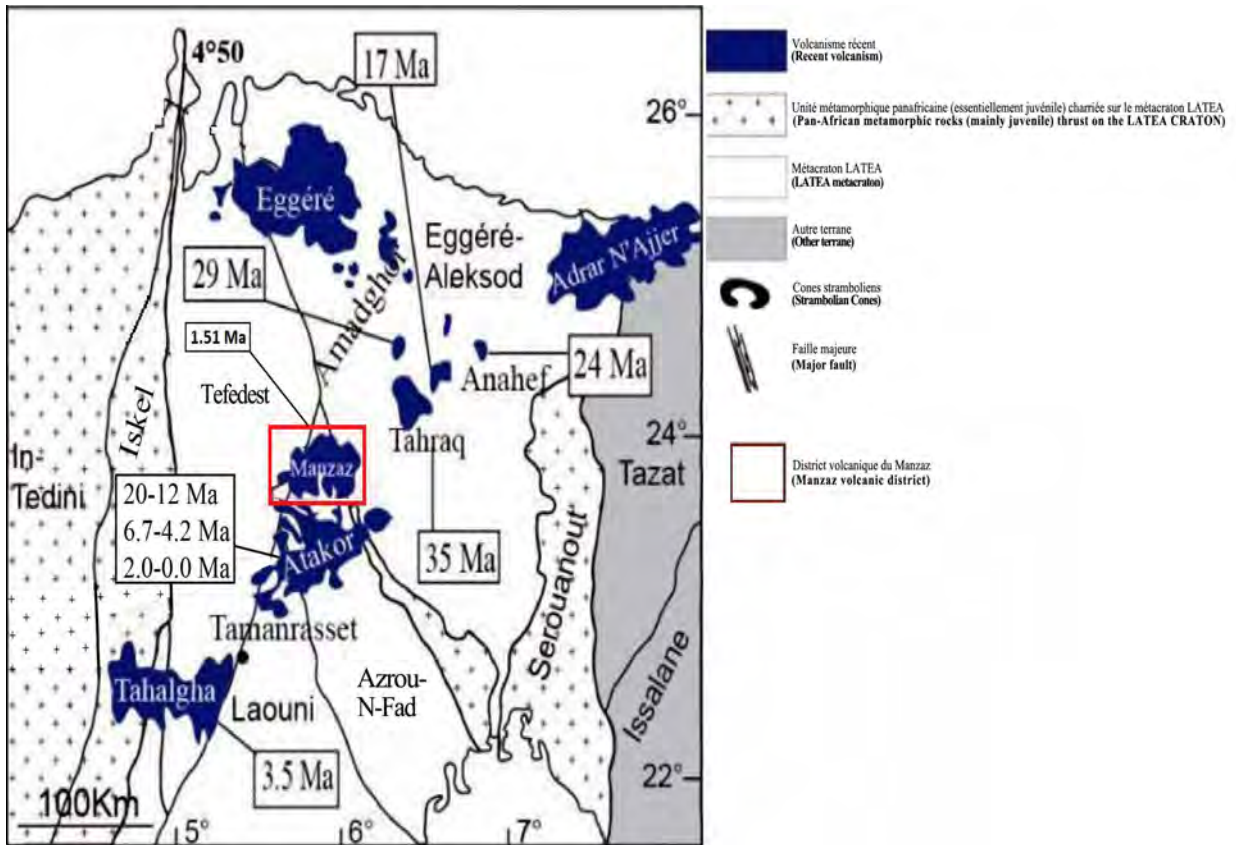 4°50
17 Ma
26°
Eggéré
Eggéré-
Aleksod
Adrar N'Ajjer
29 Ma
Amadghor
1.51 Ma
Anahef
24 Ma
Tefedest
Iskel
Tahraq
24°
In-
Tedini
Manzaz
Tazat
20-12 Ma
6.7-4.2 Ma
2.0-0.0 Ma
Atakor
35 Ma
Serouanout
Tamanrasset
Tahalgha
Laouni
Azrou-
N-Fad
Issalane
3.5 Ma
22°
100Km
5°
6°
7°
Volcanisme récent
(Recent volcanism)
Unité métamorphique panafricaine (essentiellement juvénile) charriée sur le métacraton LATEA
(Pan-African metamorphic rocks (mainly juvenile) thrust on the LATEA CRATON)
Métacraton LATEA
(LATEA metacraton)
Autre terrane
(Other terrane)
Cones stramboliens
(Strambolian Cones)
Faille majeure
(Major fault)
District volcanique du Manzaz
(Manzaz volcanic district)